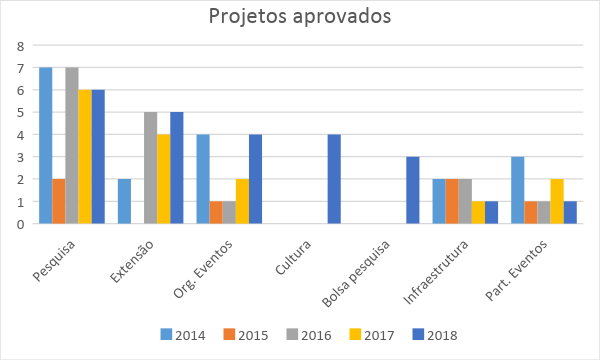 Projetos aprovados
8
7
6
5
4
3
2
1
0
Pesquisa
Extensão
Org. Eventos
Cultura
Bolsa pesquisa
Infraestrutura
Part. Eventos
2014 2015 2016 2017 2018